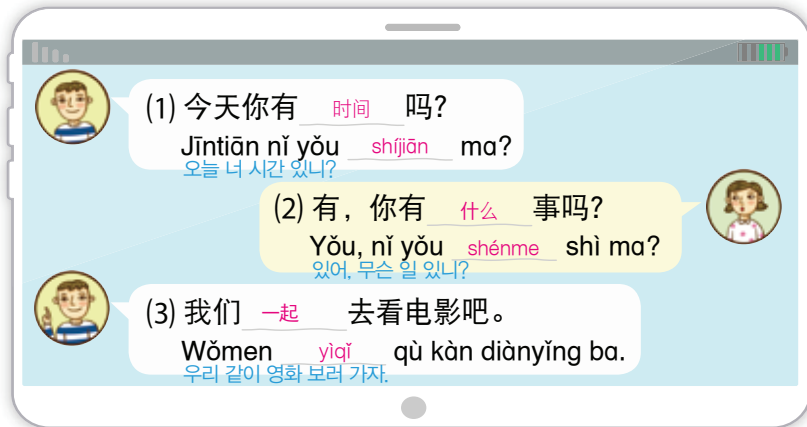 (1) 今天你有 时间 吗?
Jīntiān nǐ yǒu shíjiān ma?
오늘 너 시간 있니?
(2) 有，你有 什么 事吗?
Yǒu, nǐ yǒu shénme shì ma?
있어, 무슨 일 있니?
(3) 我们 一起 去看电影吧。
Wǒmen yìqǐ qù kàn diànyǐng ba.
우리 같이 영화 보러 가자.